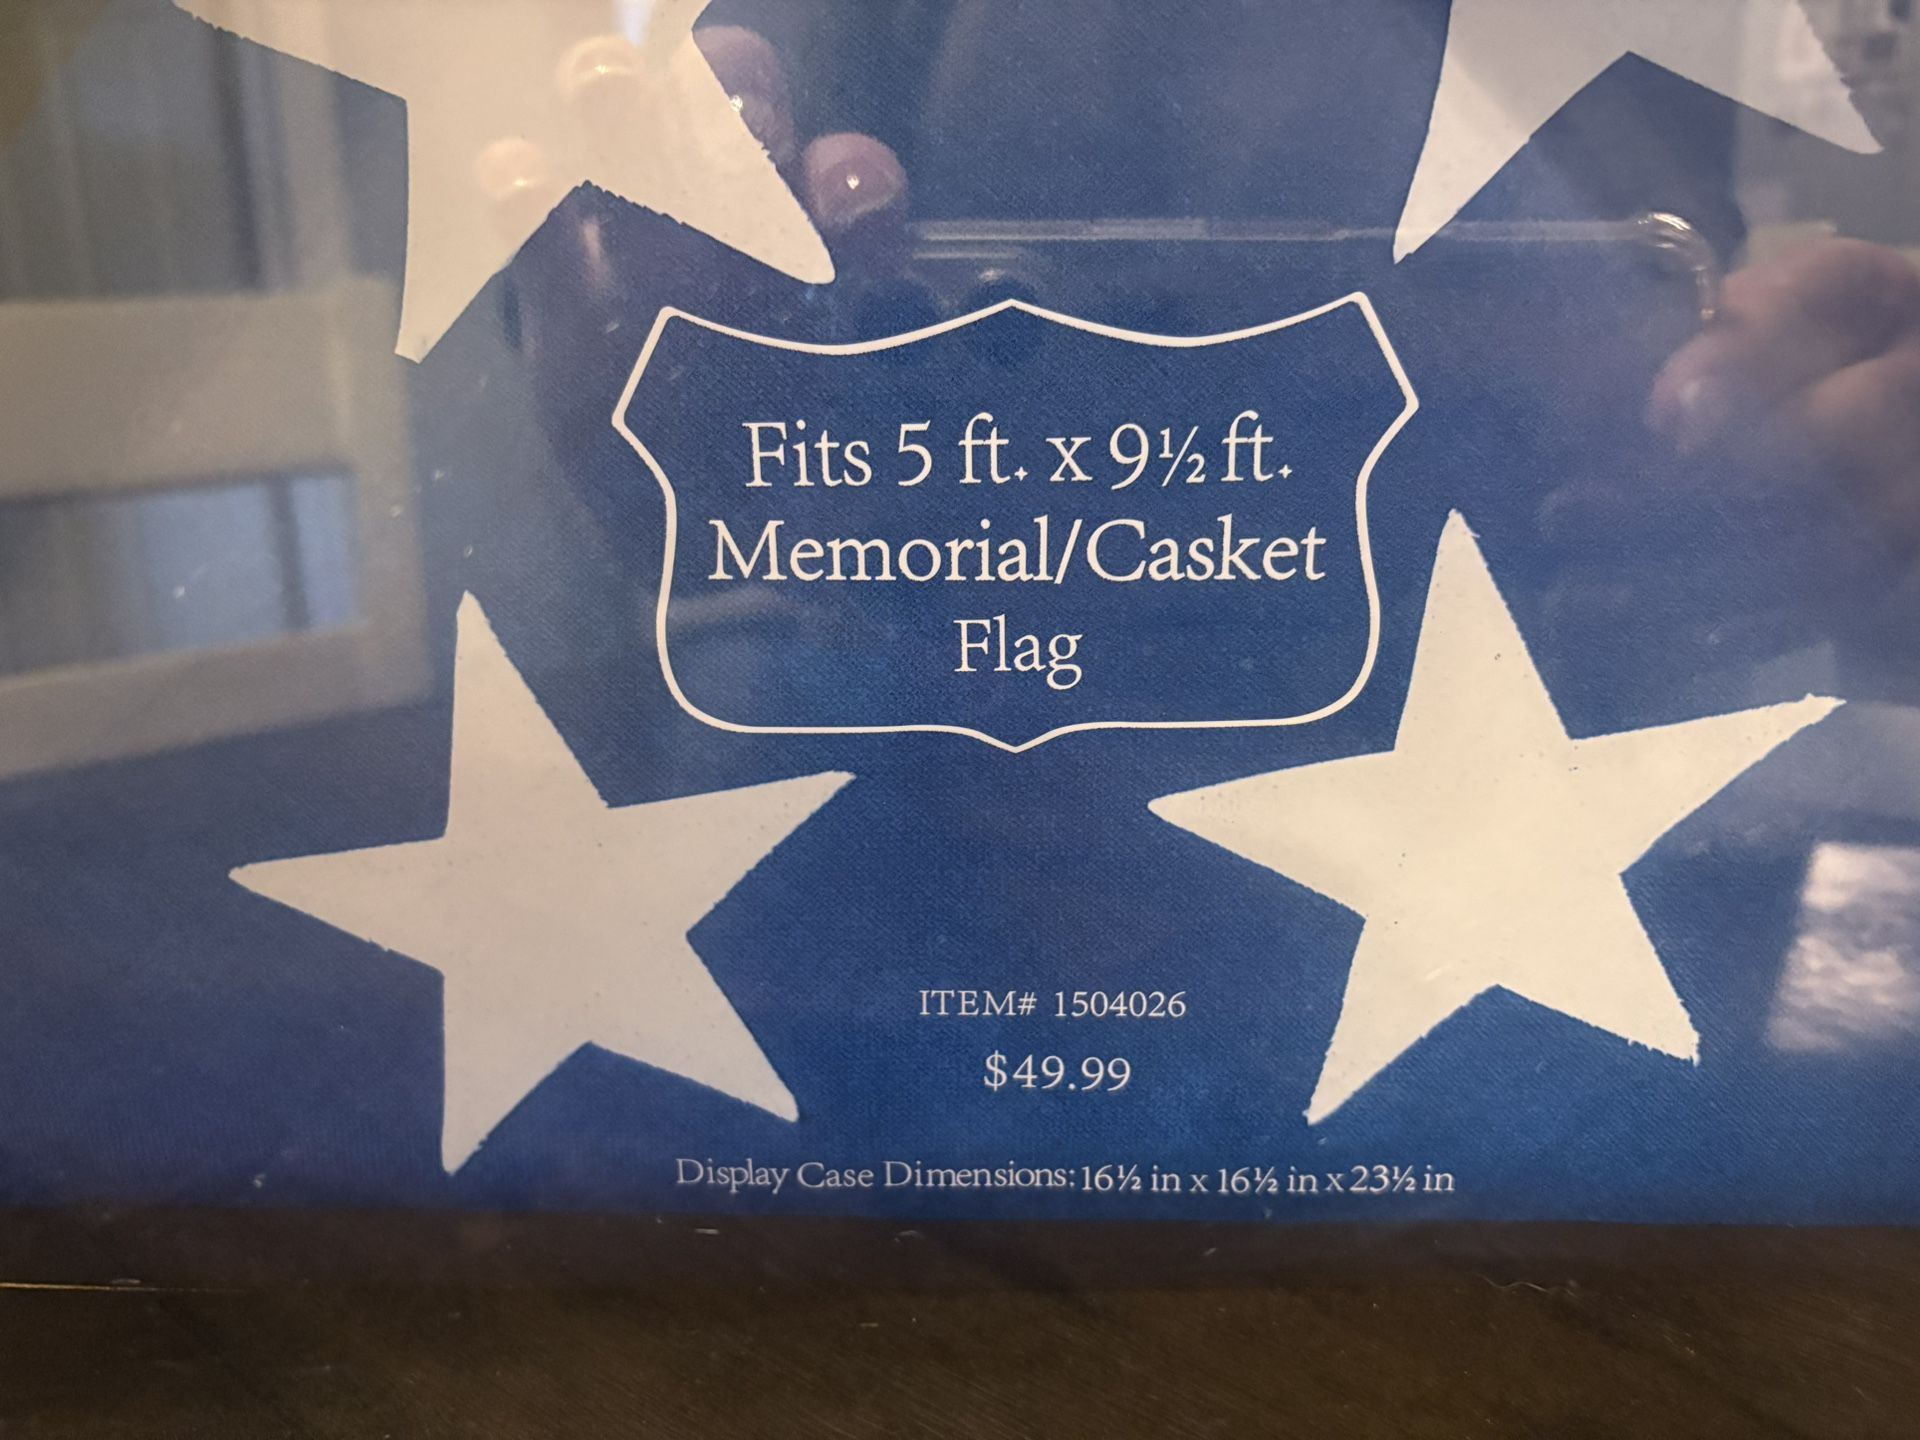 Fits 5 ft. x 9½ ft.
Memorial/Casket
Flag
ITEM# 1504026
$49.99
Display Case Dimensions: 16½ in x 16½ in x 23½ in